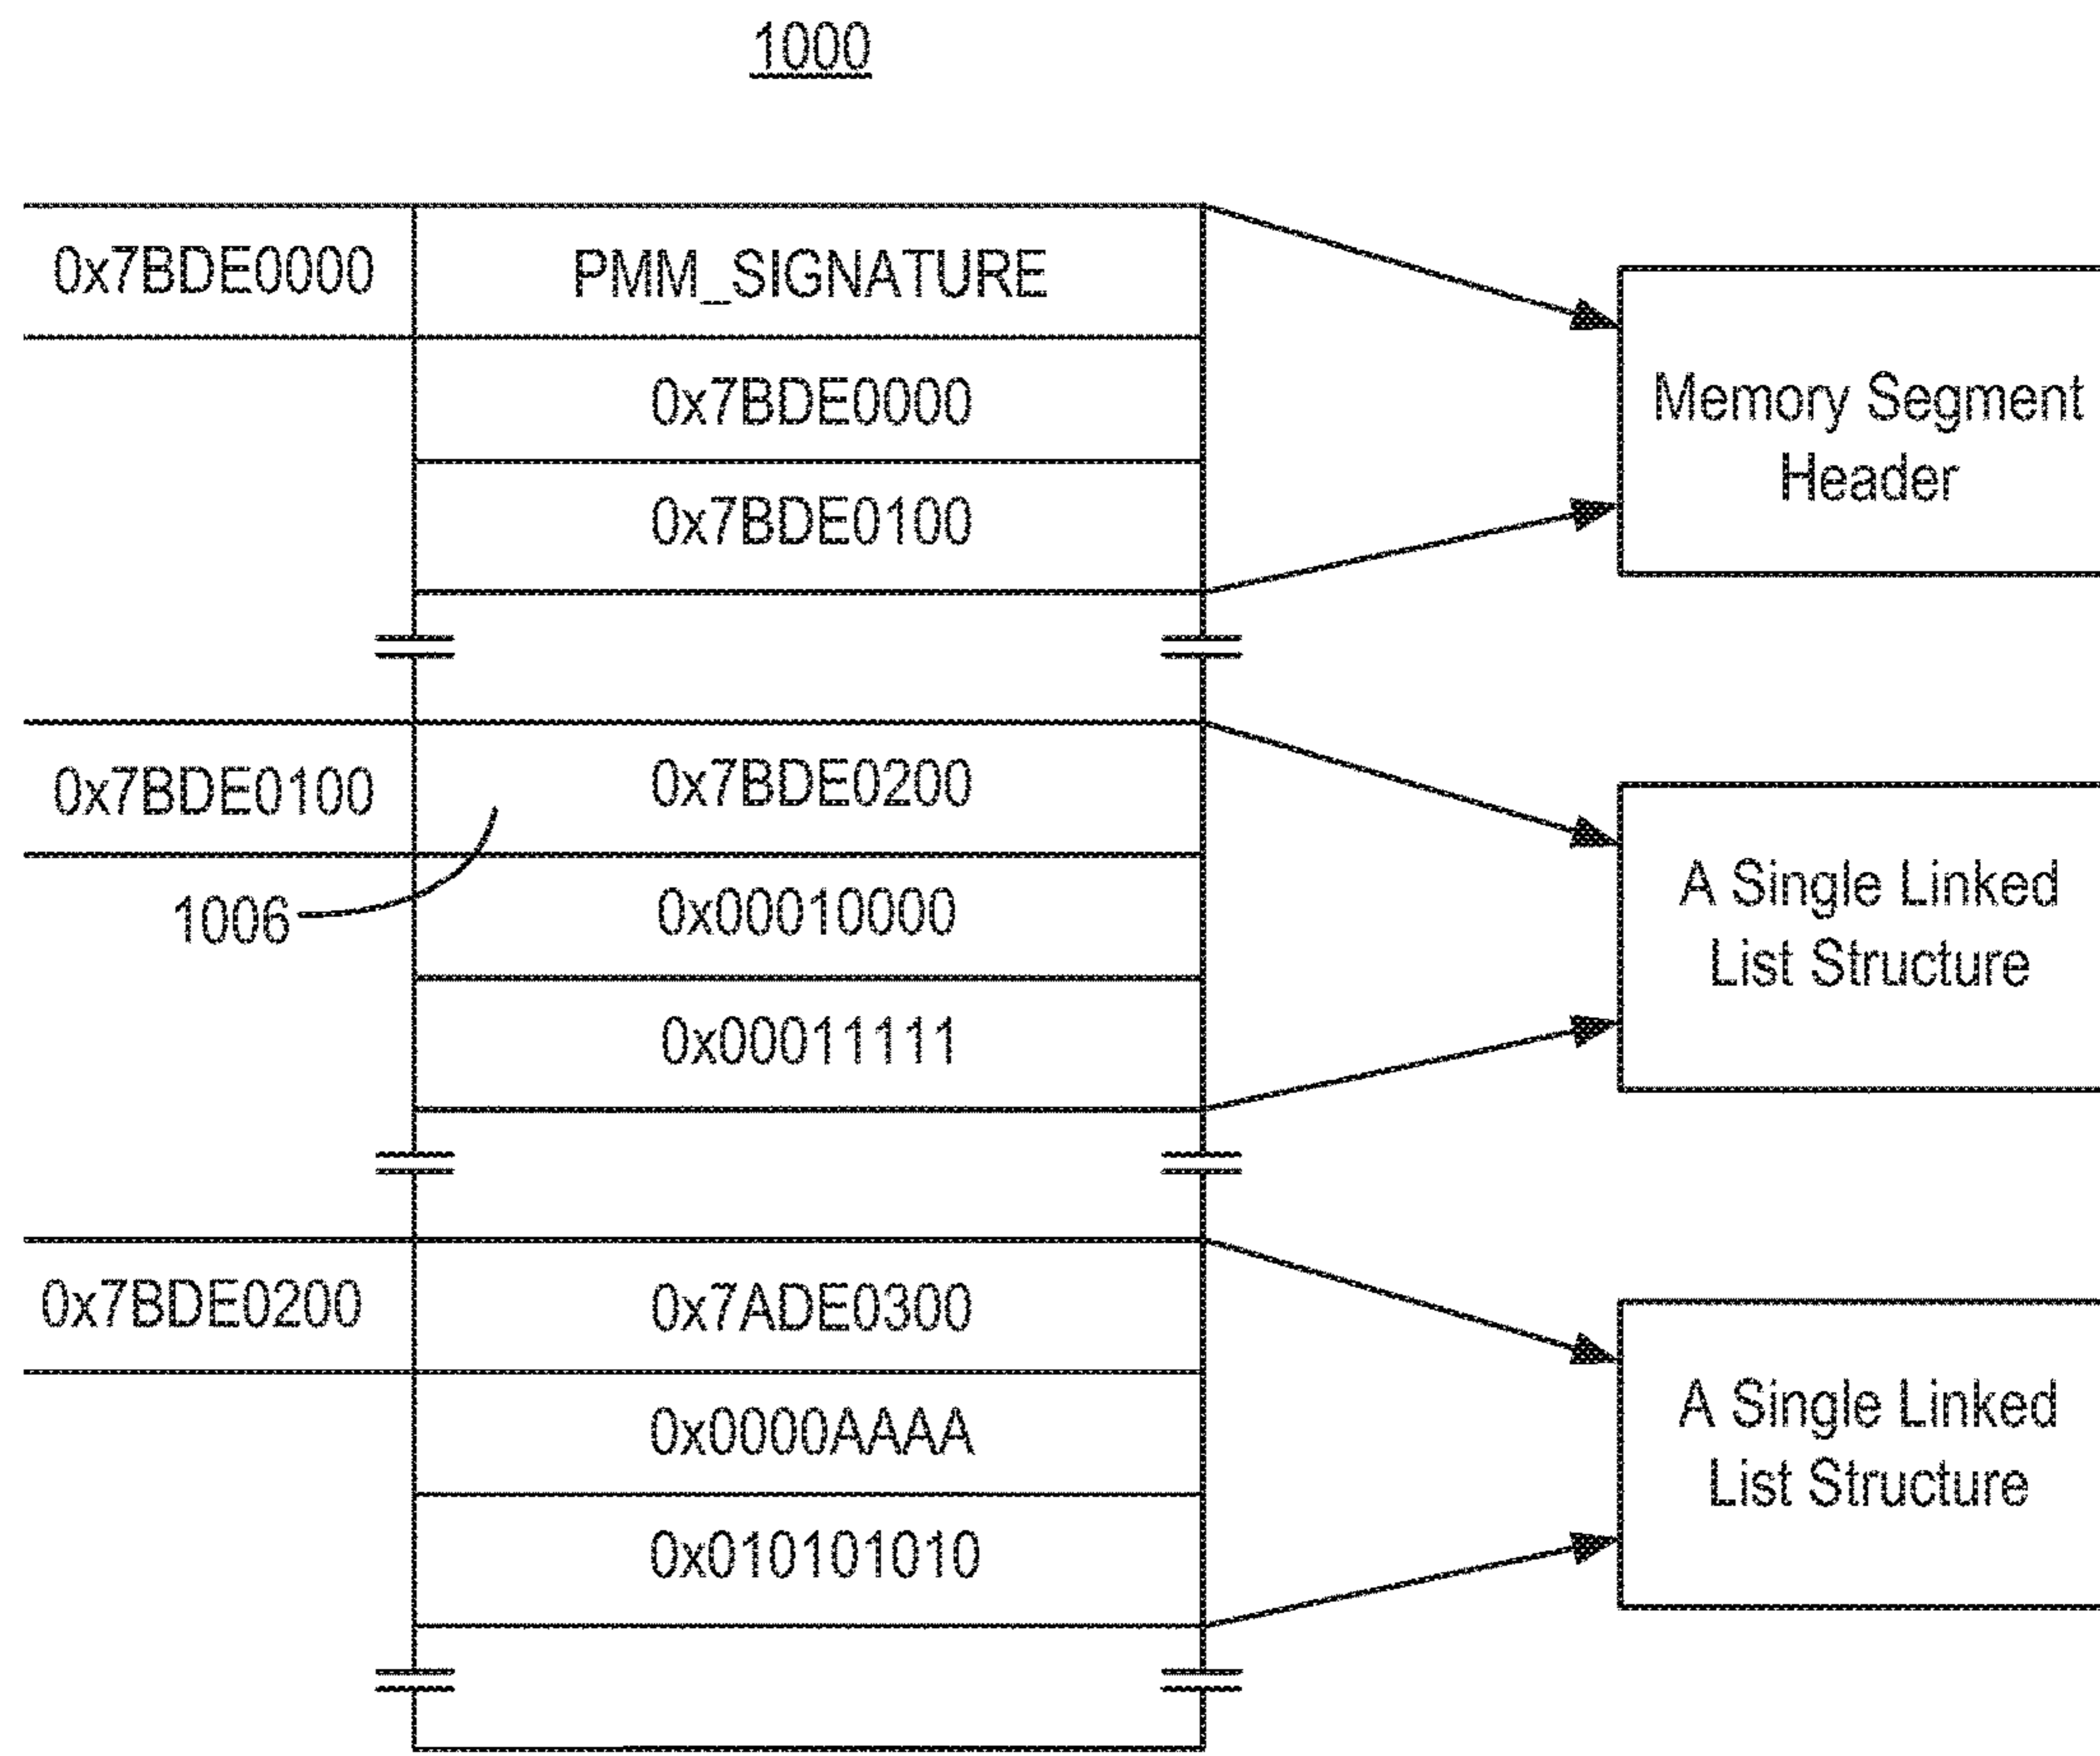 1000
0x7BDE0000
PMM_SIGNATURE
0x7BDE0000
0x7BDE0100
Memory Segment
Header
0x7BDE0100
0x7BDE0200
1006
0x00010000
0x00011111
A Single Linked
List Structure
0x7BDE0200
0x7ADE0300
0x0000AAAA
0x010101010
A Single Linked
List Structure